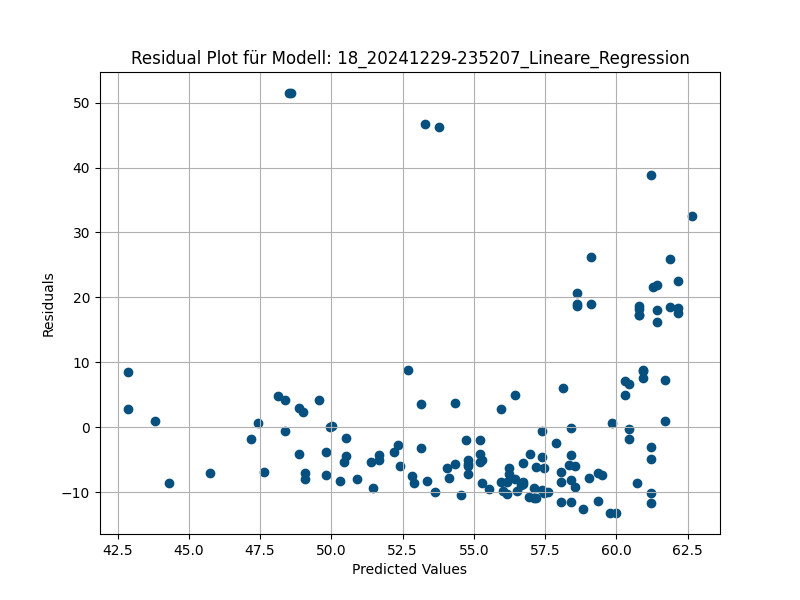 Residual Plot für Modell: 18_20241229-235207_Lineare_Regression
50
40
30
20
10
0
−10
Residuals
42.5 45.0 47.5 50.0 52.5 55.0 57.5 60.0 62.5
Predicted Values